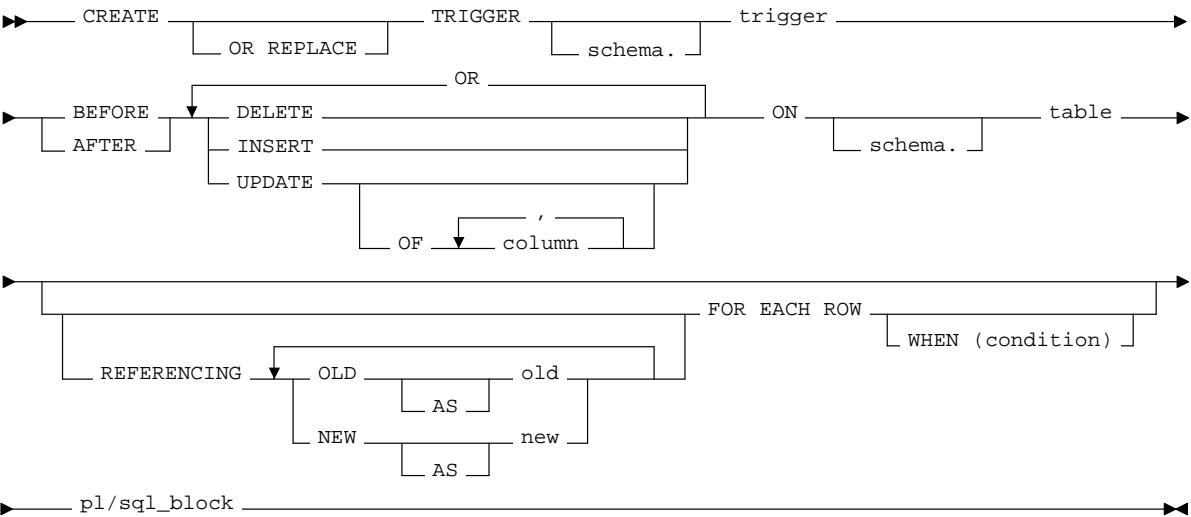 CREATE TRIGGER trigger
OR REPLACE schema.
OR
BEFORE DELETE ON table
AFTER INSERT schema.
UPDATE
,
OF column
FOR EACH ROW
WHEN (condition)
REFERENCING OLD old
AS
NEW new
AS
pl/sql_block